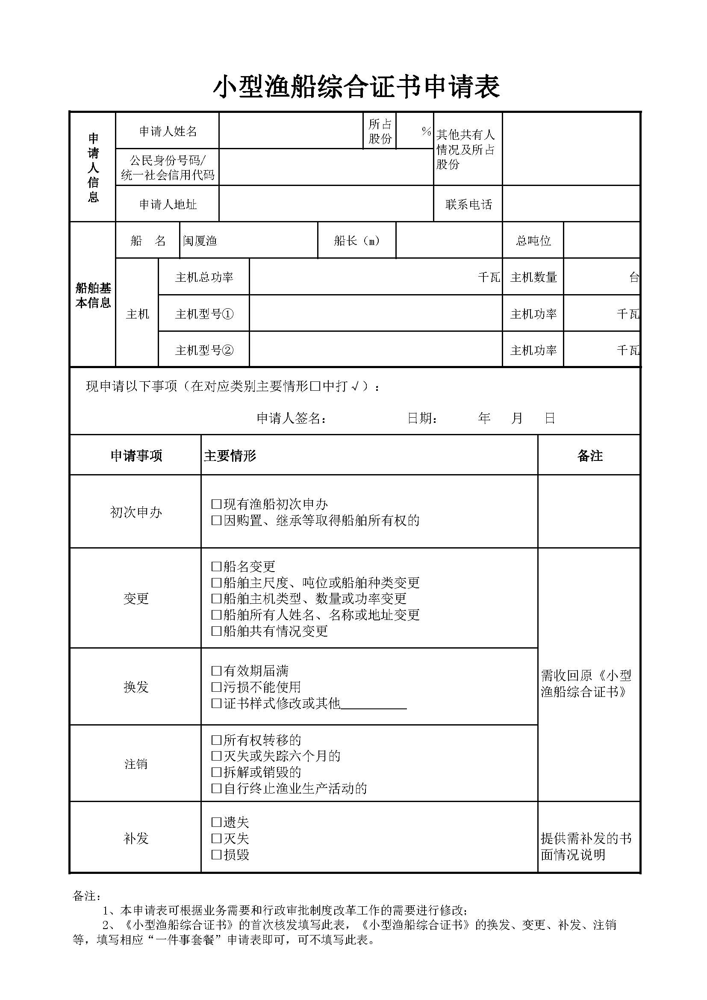 小型渔船综合证书申请表
申请人信息
申请人姓名
所占
股份
%
其他共有人
情况及所占
股份
公民身份号码/
统一社会信用代码
申请人地址
联系电话
船舶基
本信息
船 名
闽厦渔
船长（m）
总吨位
主机
主机总功率
千瓦
主机数量
台
主机型号①
主机功率
千瓦
主机型号②
主机功率
千瓦
现申请以下事项（在对应类别主要情形□中打√）：
申请人签名： 日期： 年 月 日
申请事项
主要情形
备注
初次申办
□现有渔船初次申办
□因购置、继承等取得船舶所有权的
变更
□船名变更
□船舶主尺度、吨位或船舶种类变更
□船舶主机类型、数量或功率变更
□船舶所有人姓名、名称或地址变更
□船舶共有情况变更
换发
□有效期届满
□污损不能使用
□证书样式修改或其他__________
需收回原《小型
渔船综合证书》
注销
□所有权转移的
□灭失或失踪六个月的
□拆解或销毁的
□自行终止渔业生产活动的
补发
□遗失
□灭失
□损毁
提供需补发的书
面情况说明
备注：
1、本申请表可根据业务需要和行政审批制度改革工作的需要进行修改；
2、《小型渔船综合证书》的首次核发填写此表，《小型渔船综合证书》的换发、变更、补发、注销
等，填写相应“一件事套餐”申请表即可，可不填写此表。